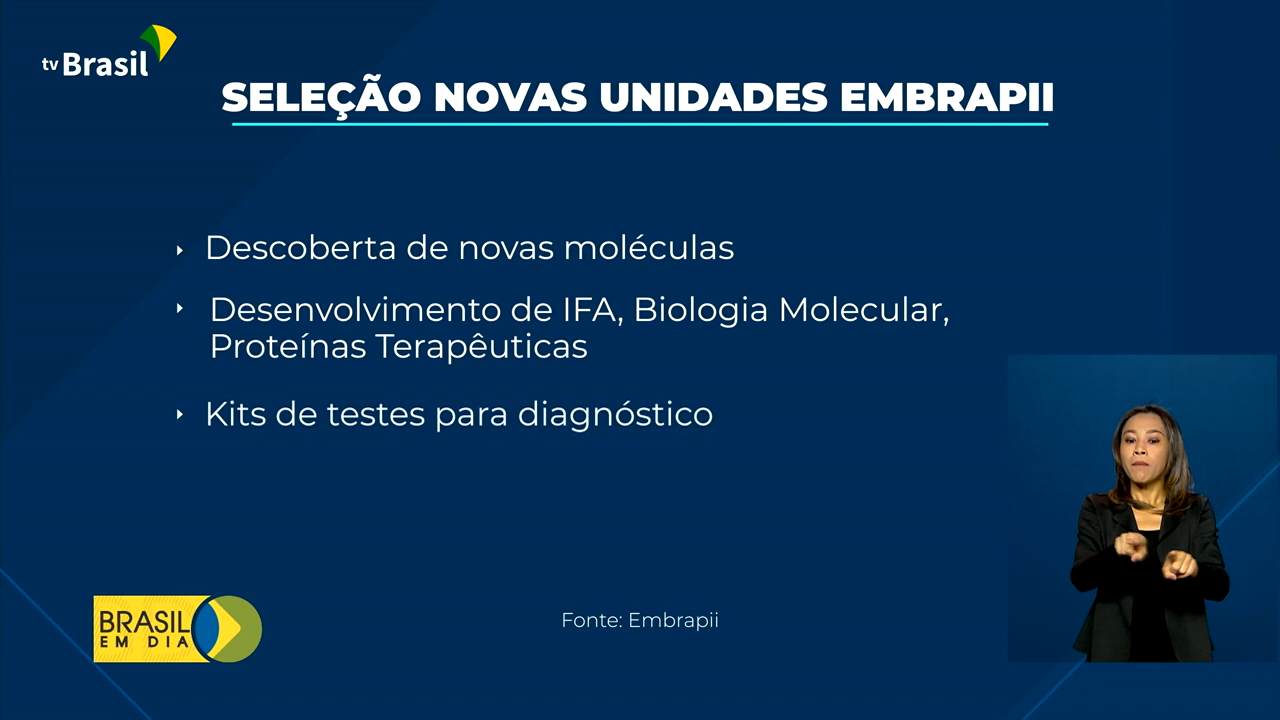 tv Brasil
SELEÇÃO NOVAS UNIDADES EMBRAPII
Descoberta de novas moléculas
Desenvolvimento de IFA, Biologia Molecular,
Proteínas Terapêuticas
Kits de testes para diagnóstico
BRASIL
EM DIA
Fonte: Embrapii